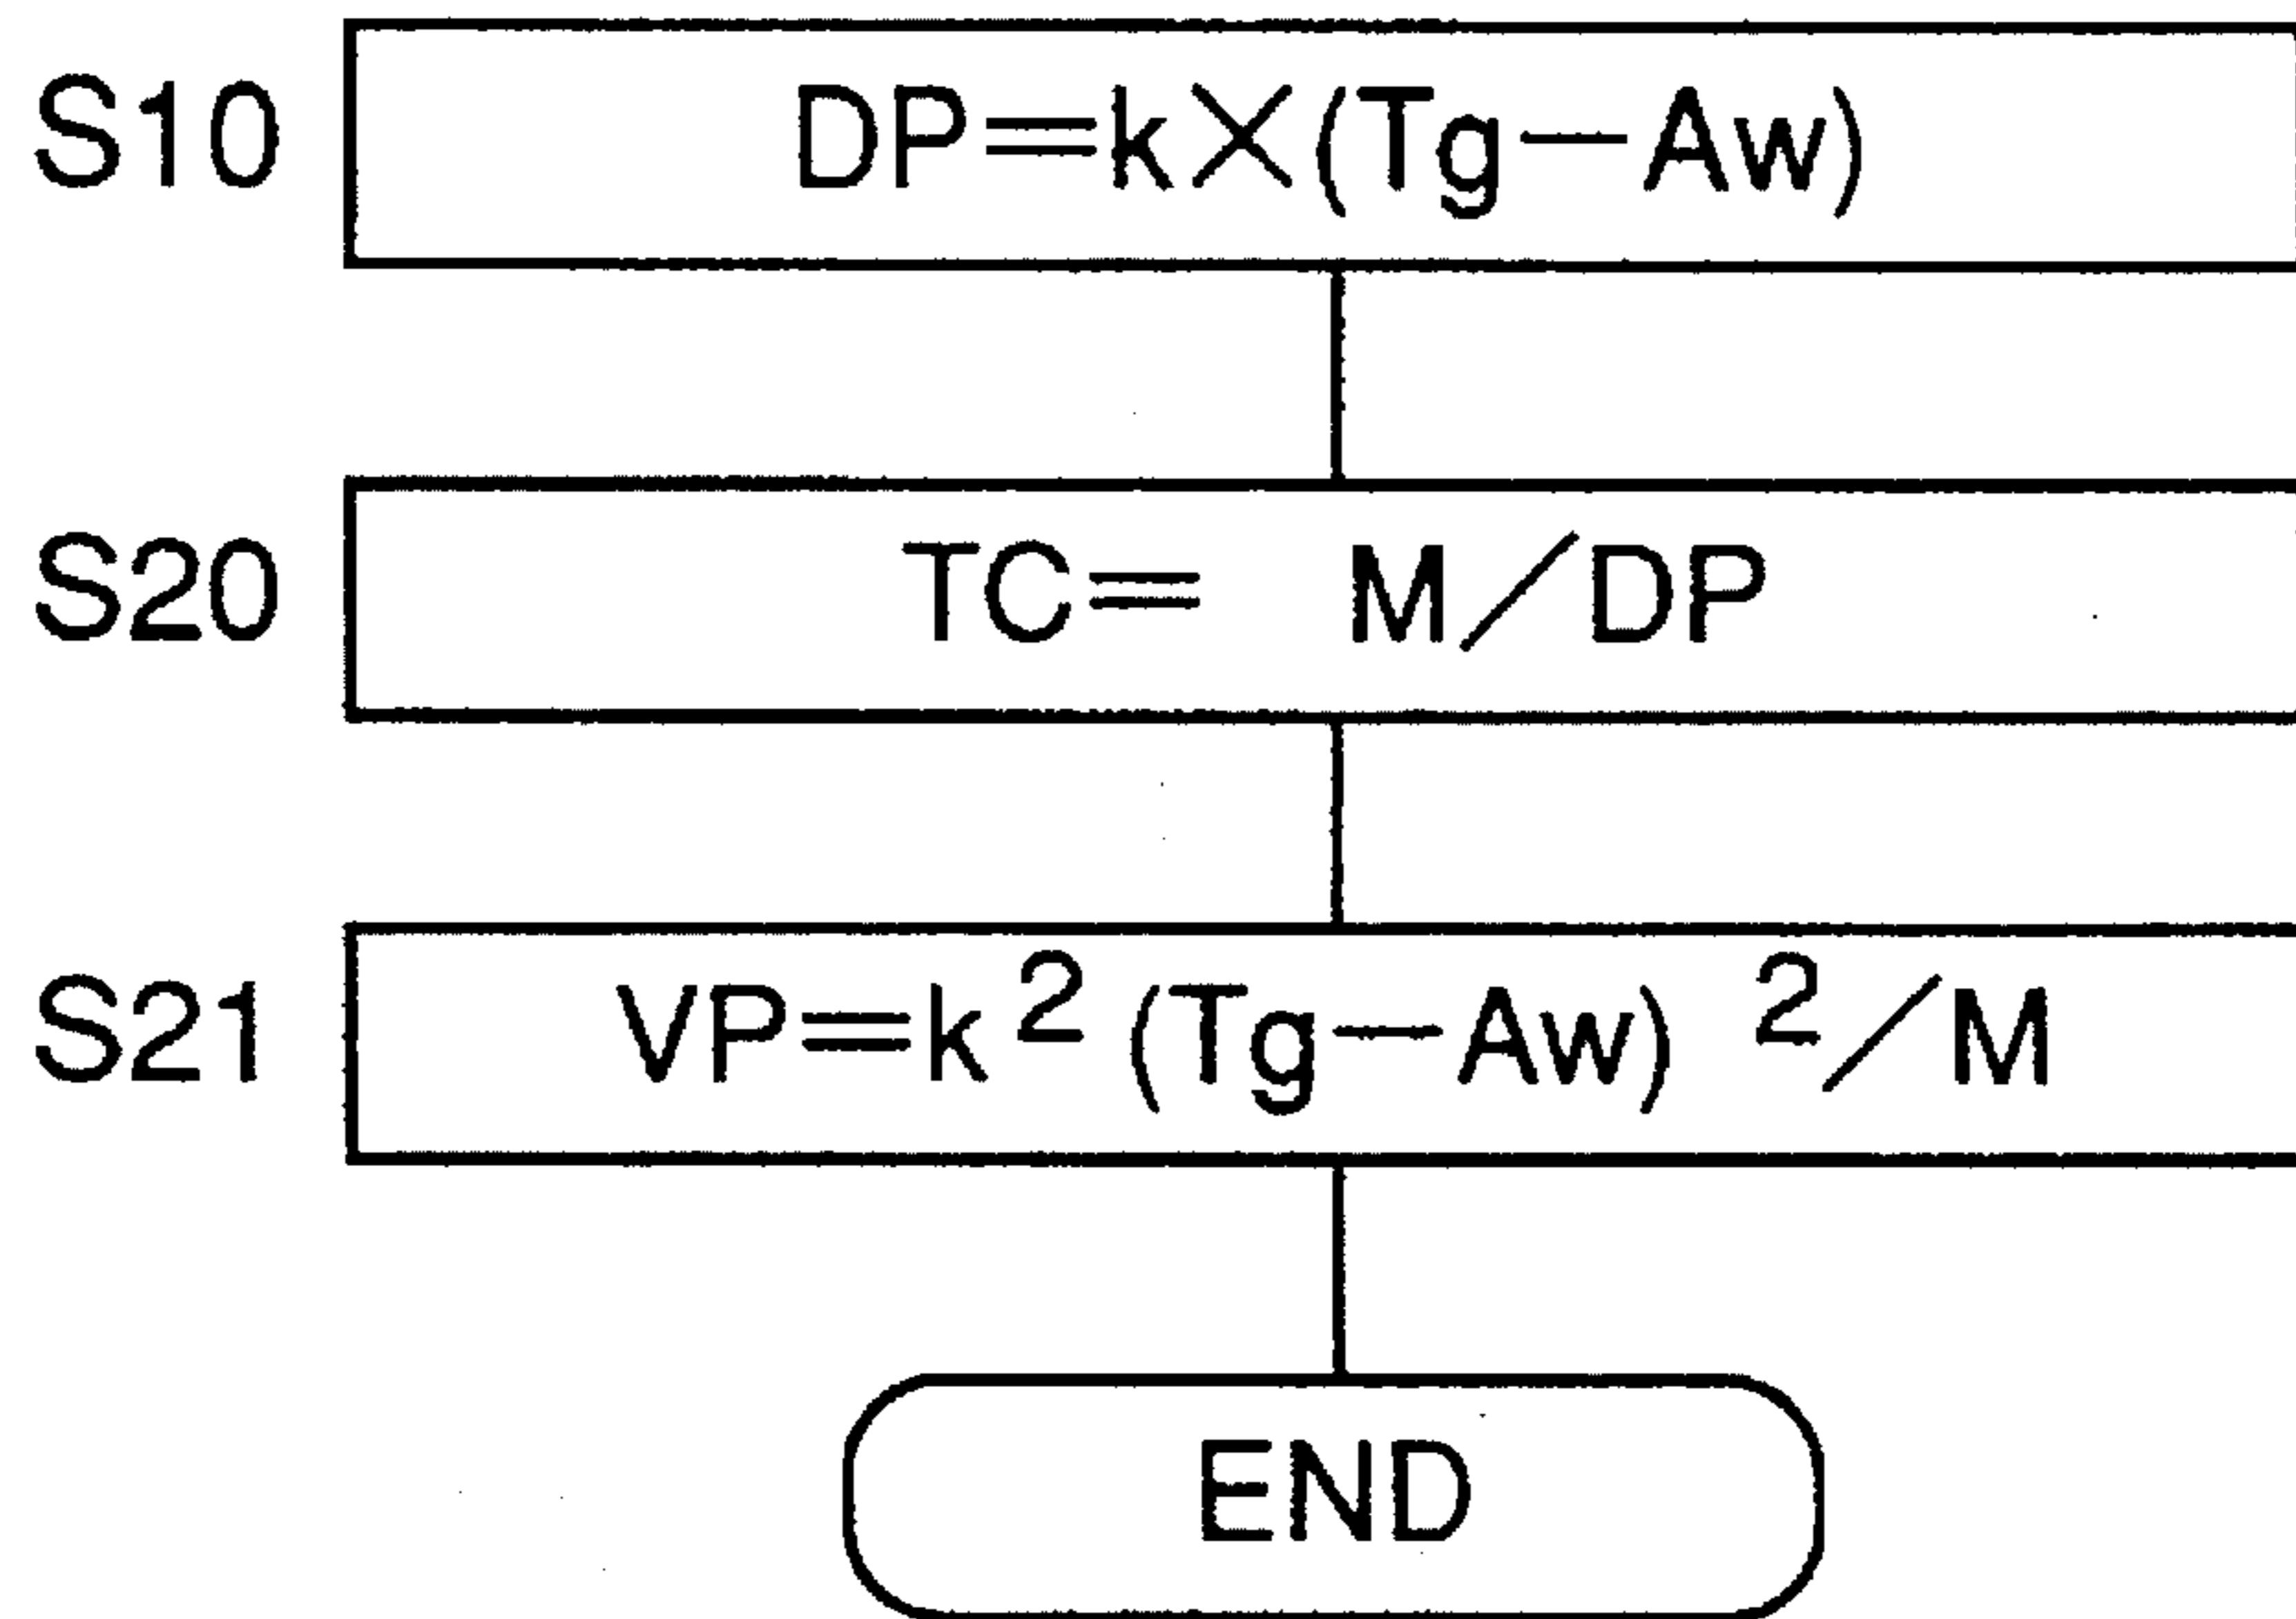 S10 DP=k×(Tg−Aw)
S20 TC= M/DP
S21 VP=k² (Tg−Aw) ²/M
END